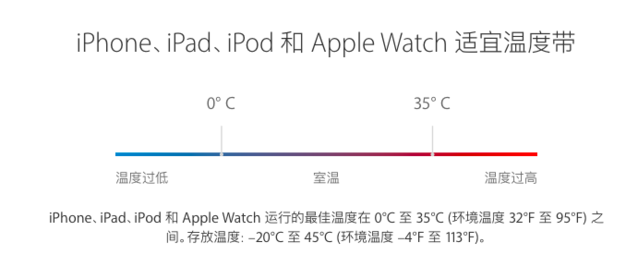 iPhone、iPad、iPod 和 Apple Watch 适宜温度带
0° C 35° C
温度过低 室温 温度过高
iPhone、iPad、iPod 和 Apple Watch 运行的最佳温度在 0°C 至 35°C (环境温度 32°F 至 95°F) 之
间。存放温度: –20°C 至 45°C (环境温度 –4°F 至 113°F)。